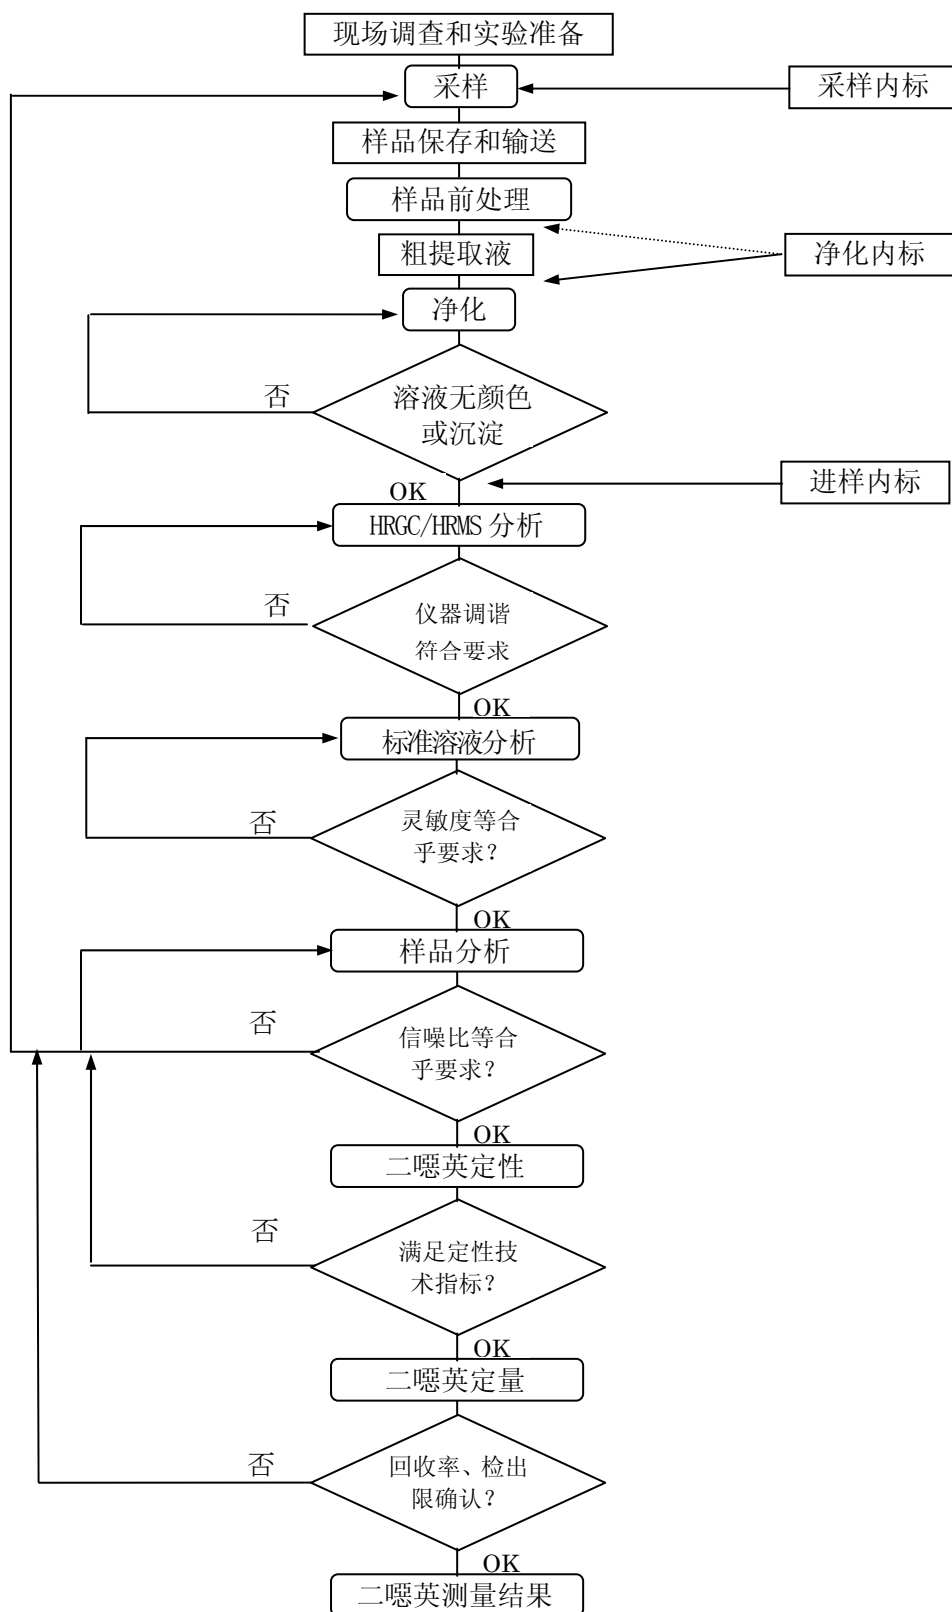 现场调查和实验准备
采样
采样内标
样品保存和输送
样品前处理
粗提取液
净化内标
净化
否
溶液无颜色
或沉淀
进样内标
OK
HRGC/HRMS 分析
否
仪器调谐
符合要求
OK
标准溶液分析
否
灵敏度等合
乎要求？
OK
样品分析
否
信噪比等合
乎要求？
OK
二噁英定性
否
满足定性技
术指标？
OK
二噁英定量
否
回收率、检出
限确认？
OK
二噁英测量结果